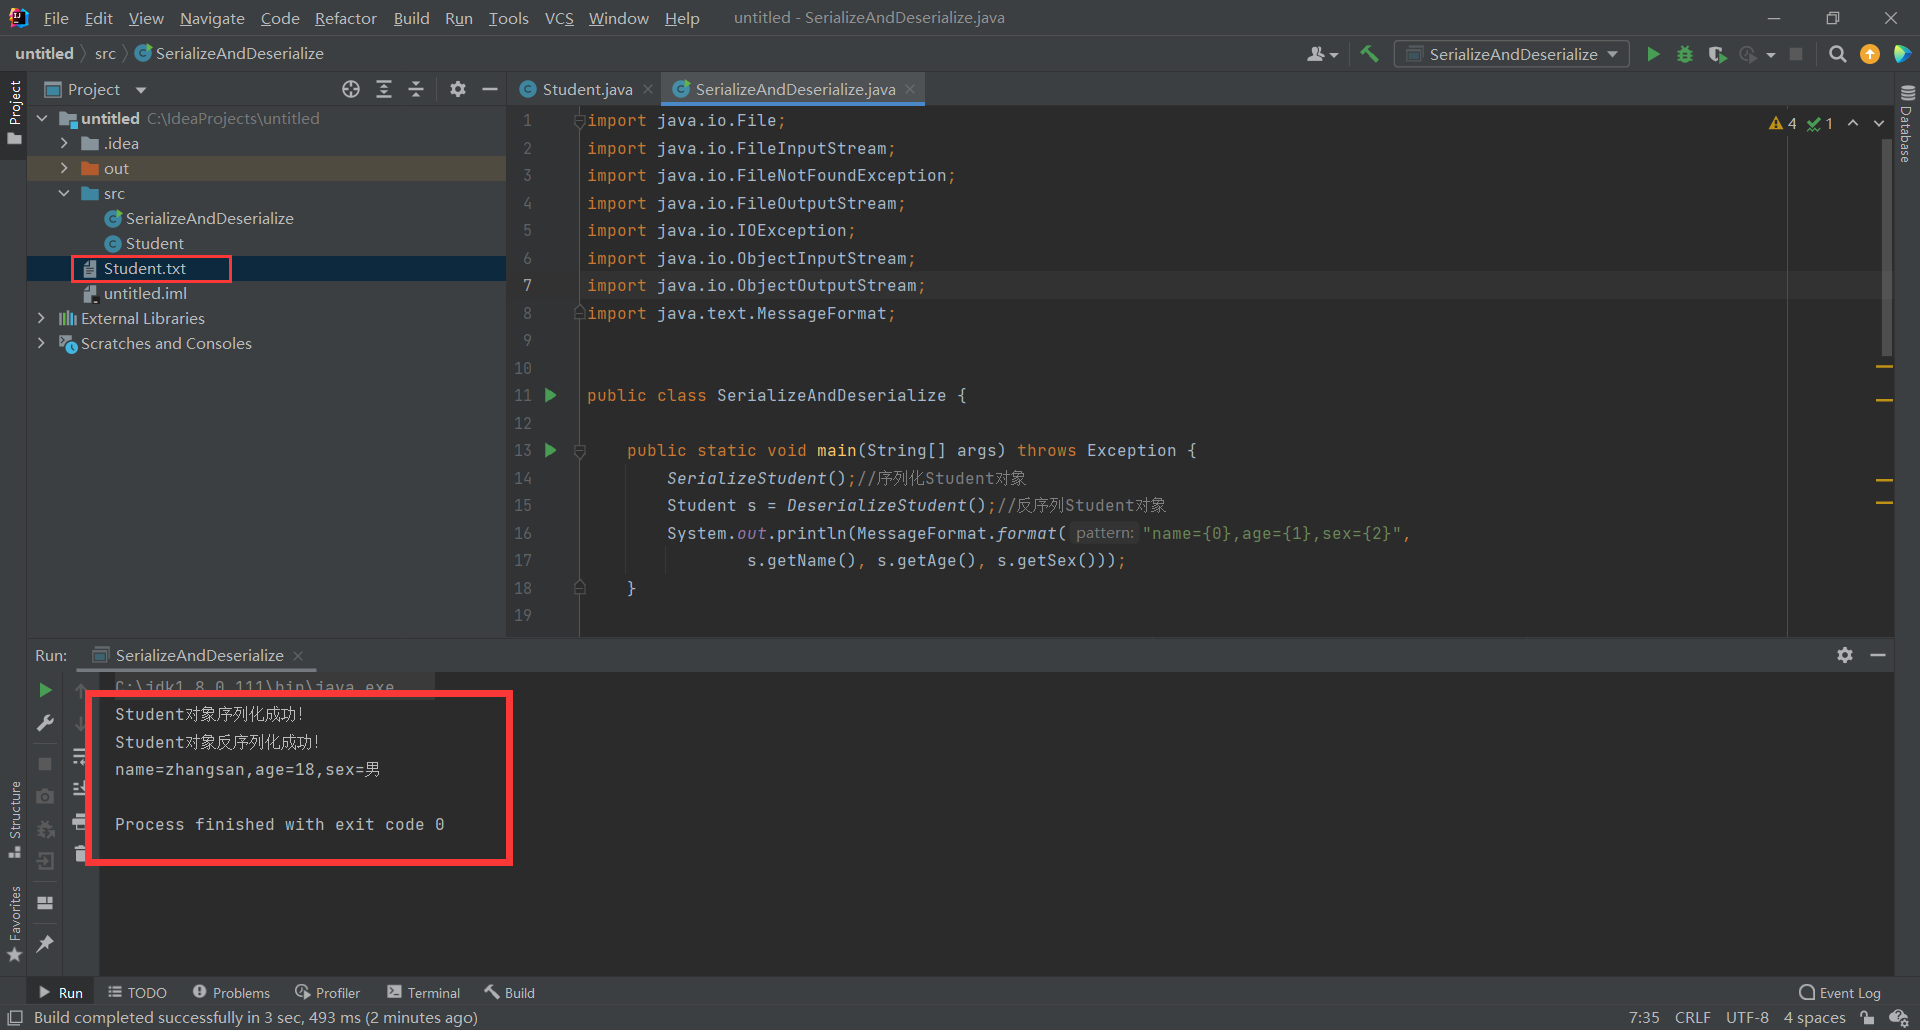 File Edit View Navigate Code Refactor Build Run Tools VCS Window Help untitled - SerializeAndDeserialize.java
untitled src SerializeAndDeserialize
SerializeAndDeserialize
Project
Project
untitled C:\IdeaProjects\untitled
.idea
out
src
SerializeAndDeserialize
Student
Student.txt
untitled.iml
External Libraries
Scratches and Consoles
Student.java SerializeAndDeserialize.java
4 1
1 import java.io.File;
2 import java.io.FileInputStream;
3 import java.io.FileNotFoundException;
4 import java.io.FileOutputStream;
5 import java.io.IOException;
6 import java.io.ObjectInputStream;
7 import java.io.ObjectOutputStream;
8 import java.text.MessageFormat;
9
10
11 public class SerializeAndDeserialize {
12
13 public static void main(String[] args) throws Exception {
14 SerializeStudent();//序列化Student对象
15 Student s = DeserializeStudent();//反序列Student对象
16 System.out.println(MessageFormat.format( pattern: "name={0},age={1},sex={2}",
17 s.getName(), s.getAge(), s.getSex()));
18 }
19
Database
Run: SerializeAndDeserialize
C:\jdk1.8.0_111\bin\java.exe
Student对象序列化成功!
Student对象反序列化成功!
name=zhangsan,age=18,sex=男
Process finished with exit code 0
Structure
Favorites
Run TODO Problems Profiler Terminal Build Event Log
Build completed successfully in 3 sec, 493 ms (2 minutes ago) 7:35 CRLF UTF-8 4 spaces